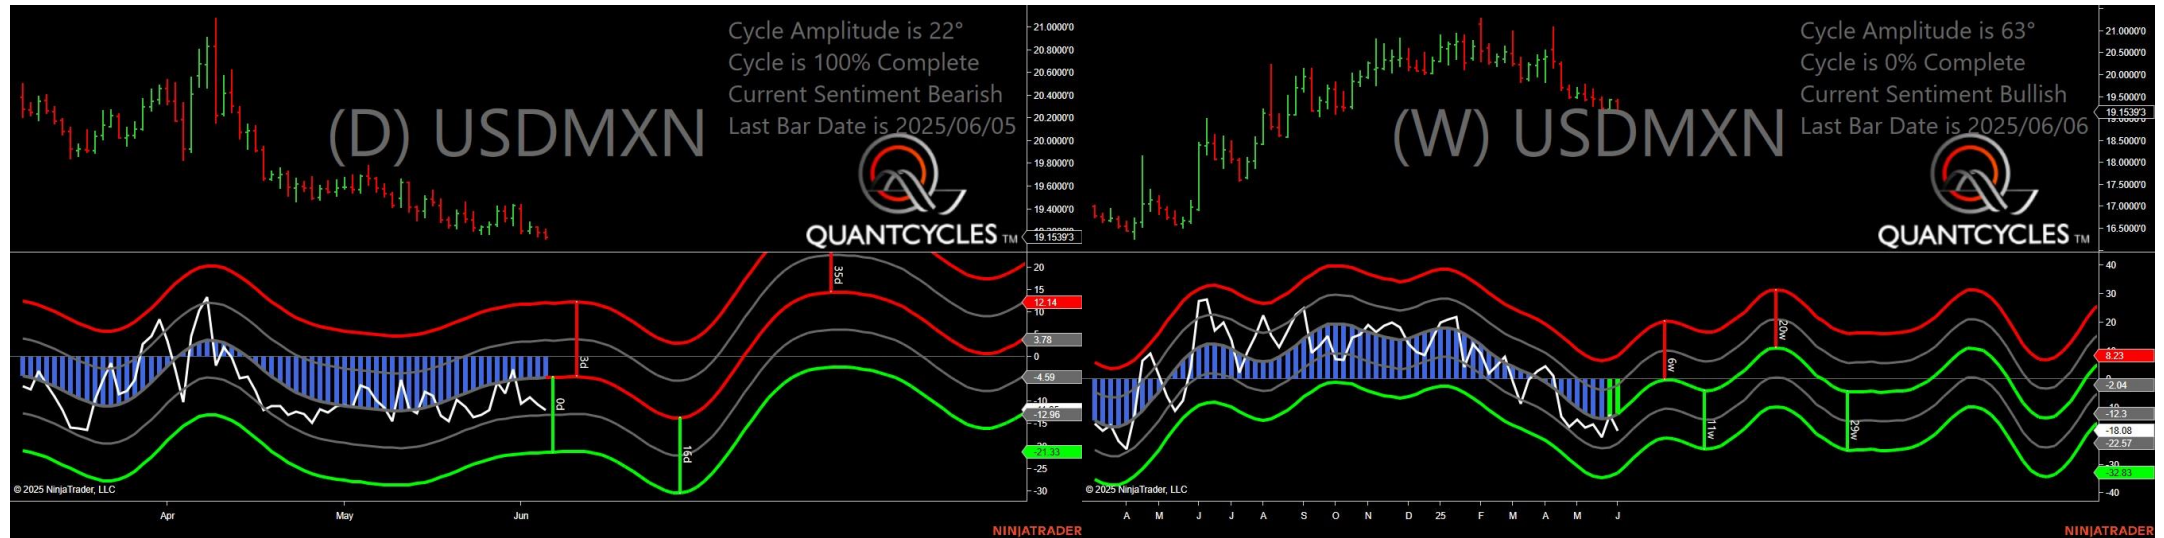 Cycle Amplitude is 22°
Cycle is 100% Complete
Current Sentiment Bearish
Last Bar Date is 2025/06/05
(D) USDMXN
QUANTCYCLES TM
21.0000'0
20.8000'0
20.6000'0
20.4000'0
20.2000'0
20.0000'0
19.8000'0
19.6000'0
19.4000'0
19.1539'3
20
15
12.14
10
5
3.78
0
-4.59
-10
-12.96
-15
-21.33
-25
-30
3d
0d
16d
35d
© 2025 NinjaTrader, LLC
Apr
May
Jun
NINJATRADER
Cycle Amplitude is 63°
Cycle is 0% Complete
Current Sentiment Bullish
Last Bar Date is 2025/06/06
(W) USDMXN
QUANTCYCLES TM
21.0000'0
20.5000'0
20.0000'0
19.5000'0
19.1539'3
18.5000'0
18.0000'0
17.5000'0
17.0000'0
16.5000'0
40
30
20
8.23
0
-2.04
-12.3
-18.08
-22.57
-30
-32.83
-40
6w
11w
20w
29w
© 2025 NinjaTrader, LLC
A M J J A S O N D 25 F M A M J
NINJATRADER